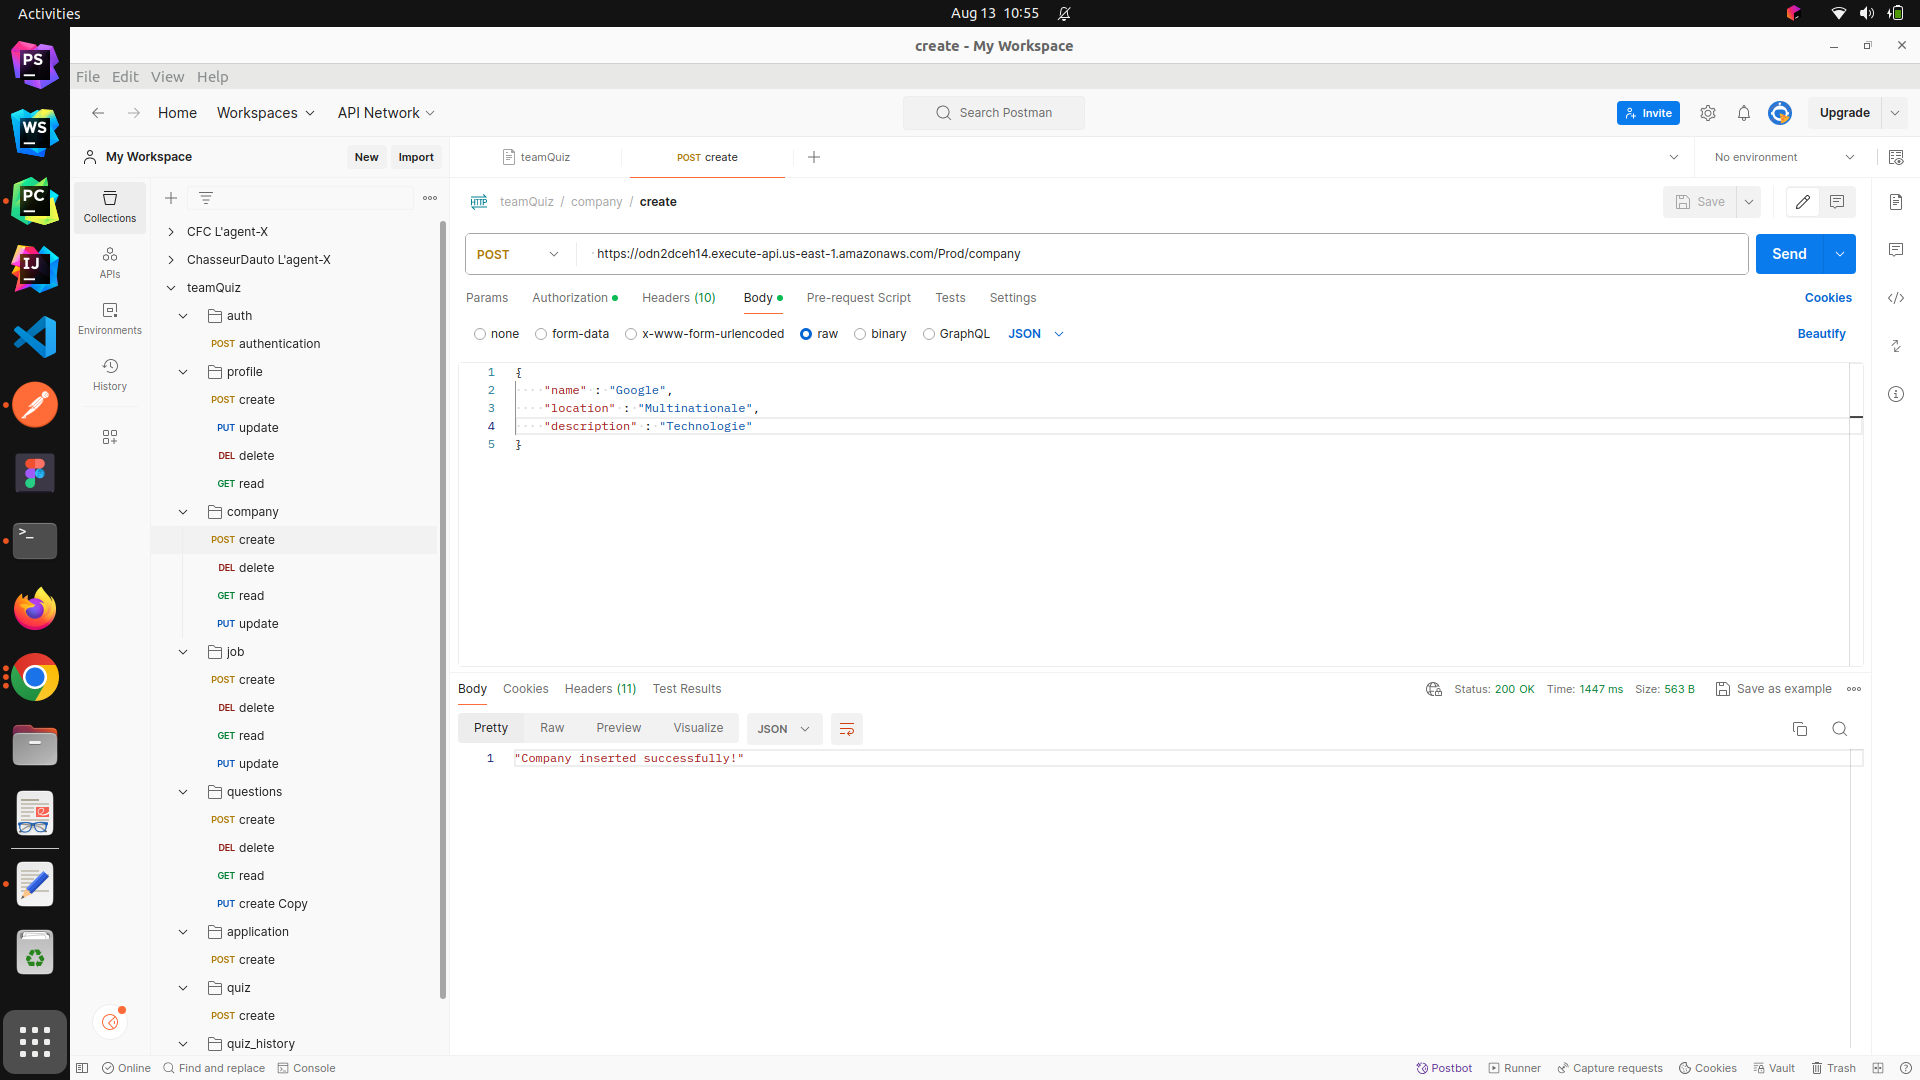 Activities
Aug 13 10:55
create - My Workspace
File Edit View Help
Home Workspaces API Network
Search Postman
Invite
Upgrade
My Workspace
New
Import
teamQuiz
POST create
No environment
Collections
APIs
Environments
History
CFC L'agent-X
ChasseurDauto L'agent-X
teamQuiz
auth
POST authentication
profile
POST create
PUT update
DEL delete
GET read
company
POST create
DEL delete
GET read
PUT update
job
POST create
DEL delete
GET read
PUT update
questions
POST create
DEL delete
GET read
PUT create Copy
application
POST create
quiz
POST create
quiz_history
HTTP teamQuiz / company / create
Save
POST
https://odn2dceh14.execute-api.us-east-1.amazonaws.com/Prod/company
Send
Params Authorization Headers (10) Body Pre-request Script Tests Settings
Cookies
none form-data x-www-form-urlencoded raw binary GraphQL JSON
Beautify
1 {
2 "name" : "Google",
3 "location" : "Multinationale",
4 "description" : "Technologie"
5 }
Body Cookies Headers (11) Test Results
Status: 200 OK Time: 1447 ms Size: 563 B
Save as example
Pretty Raw Preview Visualize JSON
1 "Company inserted successfully!"
Online Find and replace Console
Postbot Runner Capture requests Cookies Vault Trash
PS
WS
PC
IJ
>_